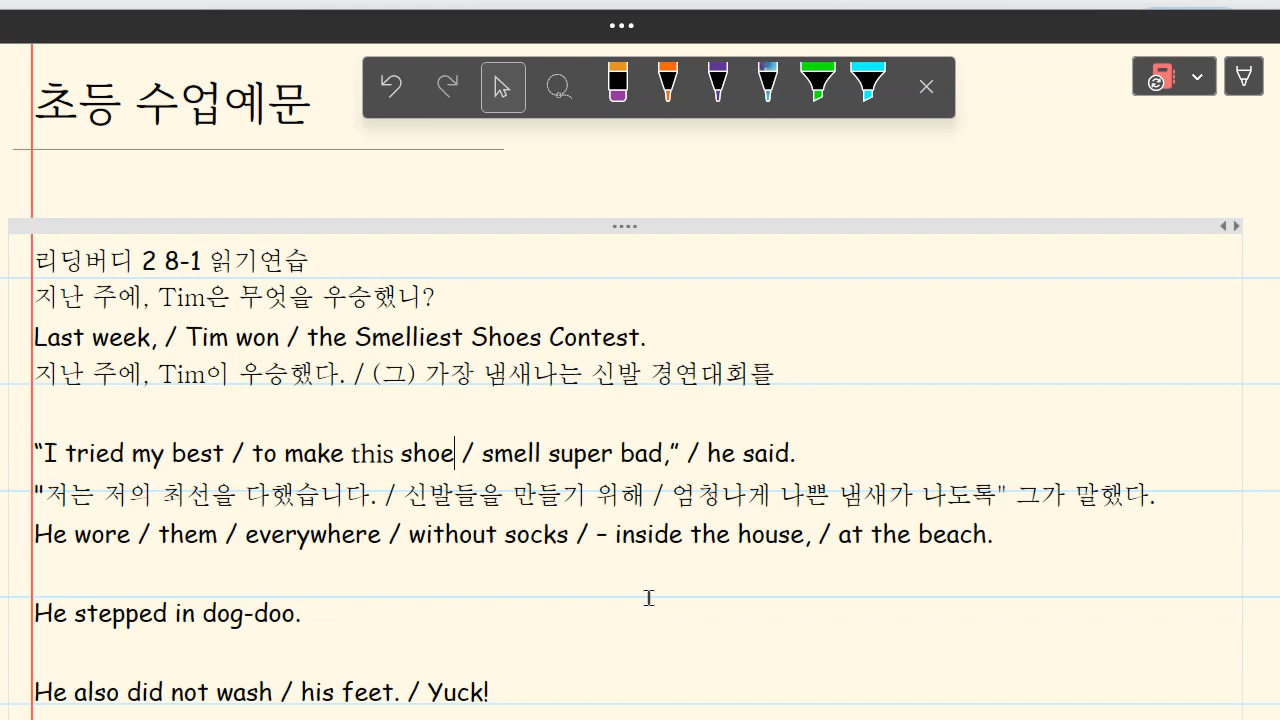 초등 수업예문
리딩버디 2 8-1 읽기연습
지난 주에, Tim은 무엇을 우승했니?
Last week, / Tim won / the Smelliest Shoes Contest.
지난 주에, Tim이 우승했다. / (그) 가장 냄새나는 신발 경연대회를
“I tried my best / to make this shoe / smell super bad,” / he said.
"저는 저의 최선을 다했습니다. / 신발들을 만들기 위해 / 엄청나게 나쁜 냄새가 나도록" 그가 말했다.
He wore / them / everywhere / without socks / – inside the house, / at the beach.
He stepped in dog-doo.
He also did not wash / his feet. / Yuck!